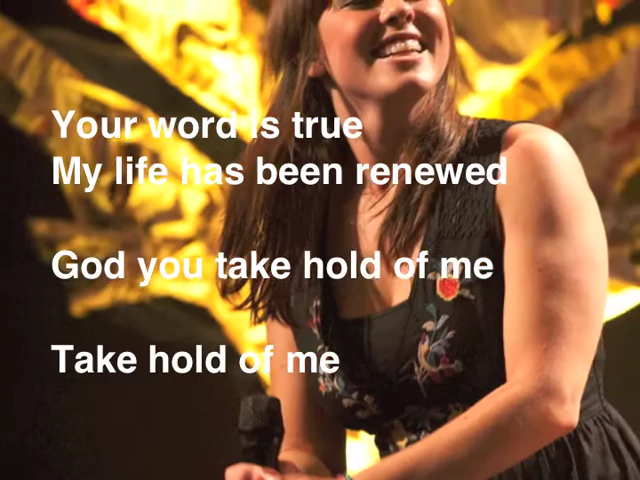 Your word is true
My life has been renewed
God you take hold of me
Take hold of me